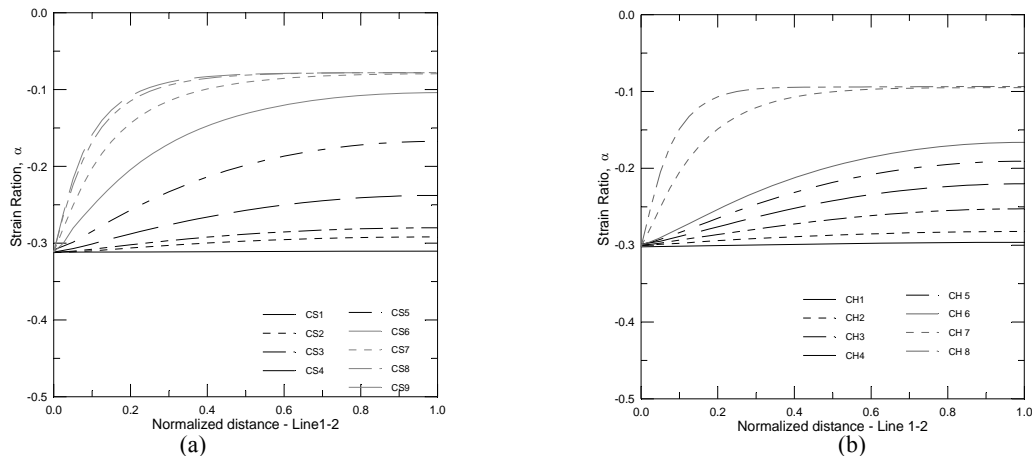 0.0
-0.1
-0.2
-0.3
-0.4
-0.5
Strain Ration, α
CS1
CS2
CS3
CS4
CS5
CS6
CS7
CS8
CS9
0.0 0.2 0.4 0.6 0.8 1.0
Normalized distance - Line1-2
(a)
0.0
-0.1
-0.2
-0.3
-0.4
-0.5
Strain Ratio, α
CH1
CH2
CH3
CH4
CH 5
CH 6
CH 7
CH 8
0.0 0.2 0.4 0.6 0.8 1.0
Normalized distance - Line 1-2
(b)